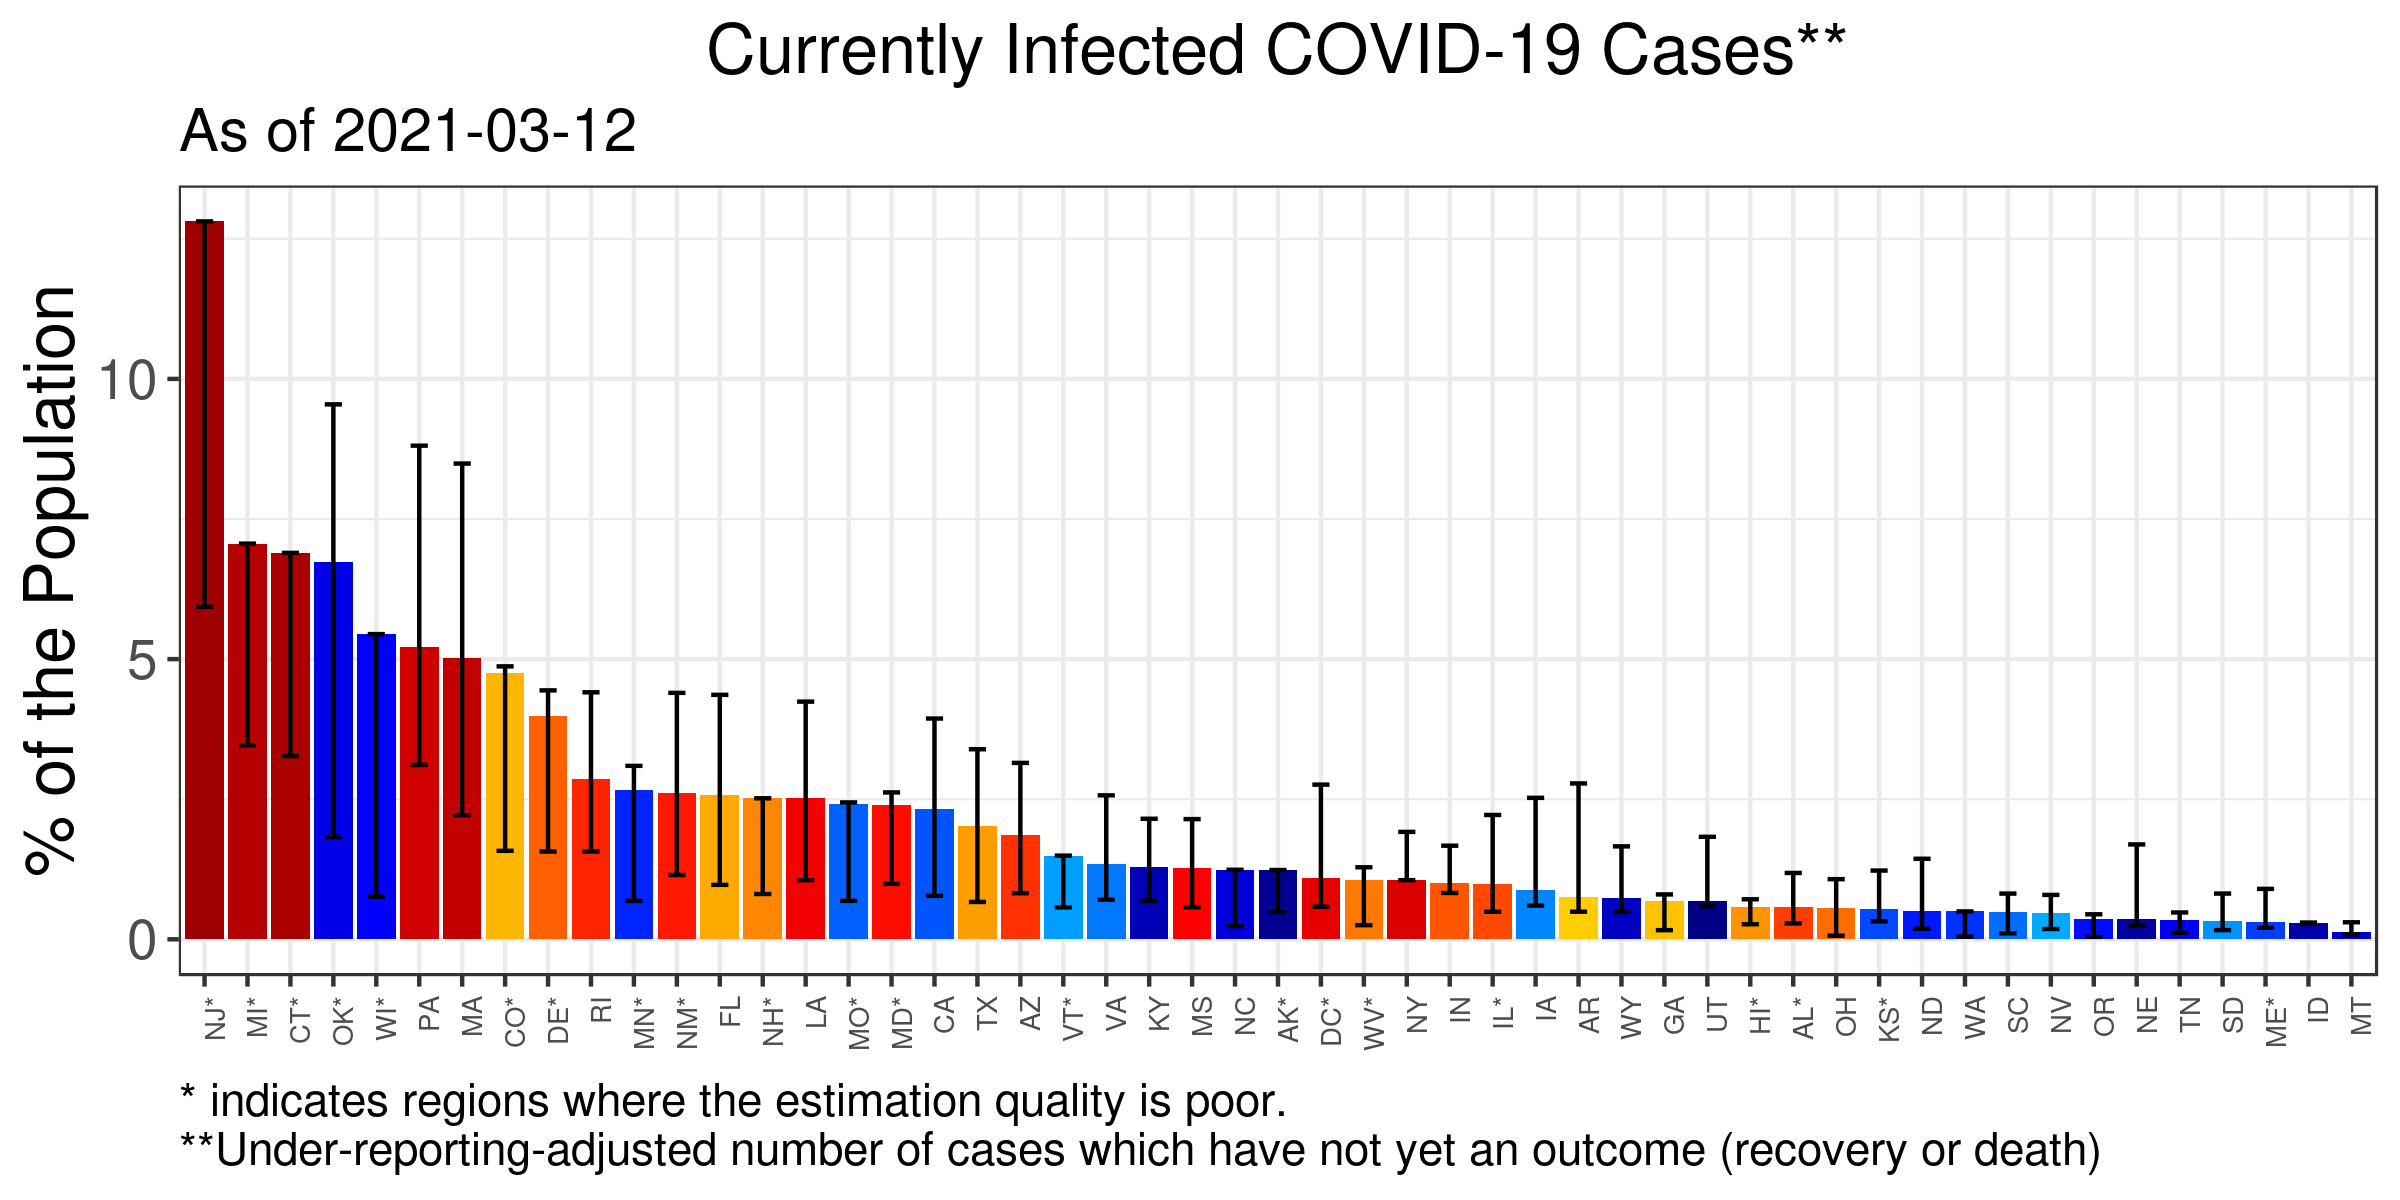 Currently Infected COVID-19 Cases**
As of 2021-03-12
% of the Population
10
5
0
NJ* MI* CT* OK* WI* PA MA CO* DE* RI MN* NM* FL NH* LA MO* MD* CA TX AZ VT* VA KY MS NC AK* DC* WV* NY IN IL* IA AR WY GA UT HI* AL* OH KS* ND WA SC NV OR NE TN SD ME* ID MT
* indicates regions where the estimation quality is poor.
**Under-reporting-adjusted number of cases which have not yet an outcome (recovery or death)